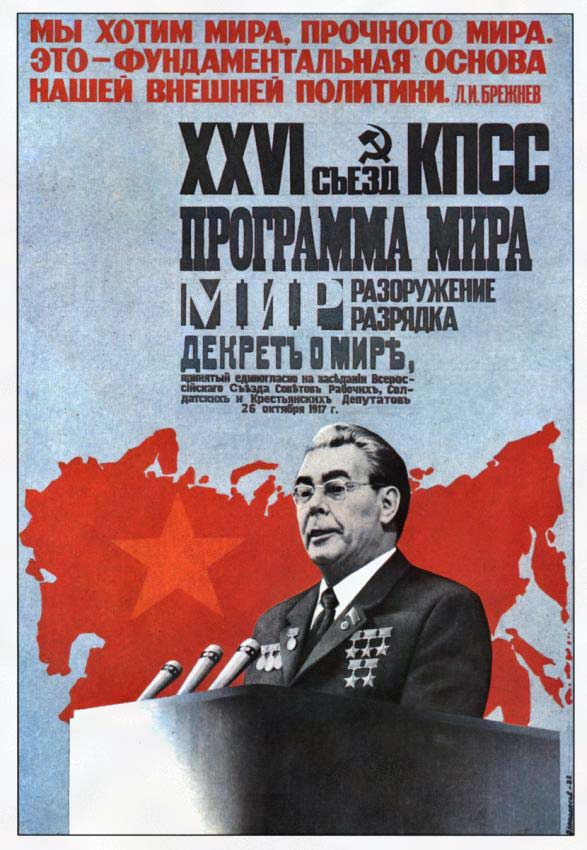 МЫ ХОТИМ МИРА, ПРОЧНОГО МИРА.
ЭТО – ФУНДАМЕНТАЛЬНАЯ ОСНОВА
НАШЕЙ ВНЕШНЕЙ ПОЛИТИКИ. Л.И. БРЕЖНЕВ
XXVI СЪЕЗД КПСС
ПРОГРАММА МИРА
МИР РАЗОРУЖЕНИЕ
РАЗРЯДКА
ДЕКРЕТЪ О МИРѢ,
принятый единогласно на засѣданіи Всерос-
сійскаго Съѣзда Совѣтовъ Рабочихъ, Сол-
датскихъ и Крестьянскихъ Депутатовъ
26 октября 1917 г.